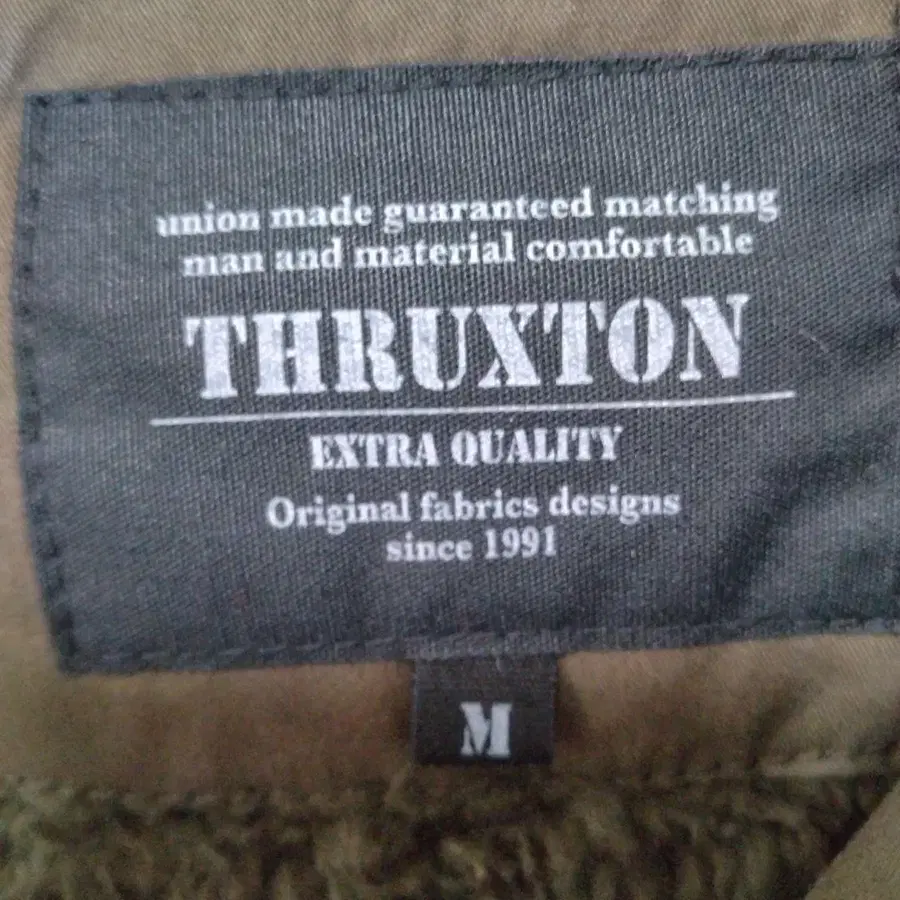 union made guaranteed matching
man and material comfortable
THRUXTON
EXTRA QUALITY
Original fabrics designs
since 1991
M